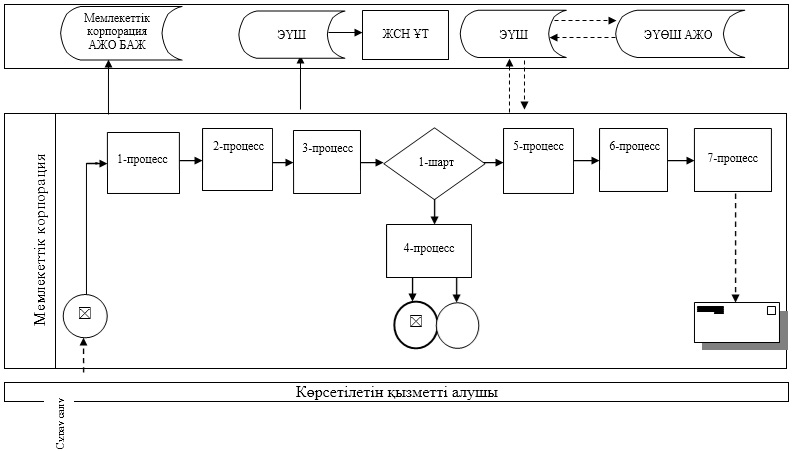 Мемлекеттік
корпорация
АЖО БАЖ
ЭҮШ
ЖСН ҰТ
ЭҮШ
ЭҮӨШ АЖО
Мемлекеттік корпорация
1-процесс
2-процесс
3-процесс
1-шарт
5-процесс
6-процесс
7-процесс
4-процесс
Көрсетілетін қызметті алушы
Сұрау салу